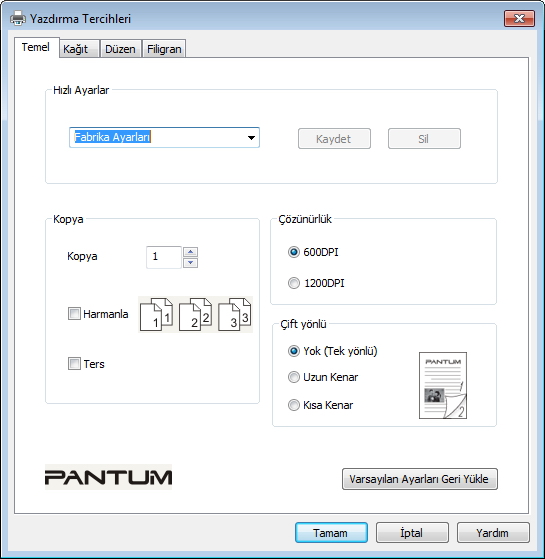 Yazdırma Tercihleri
Temel Kağıt Düzen Filigran
Hızlı Ayarlar
Fabrika Ayarları Kaydet Sil
Kopya
Kopya 1
Harmanla 1 1 2 2 3 3
Ters
Çözünürlük
600DPI
1200DPI
Çift yönlü
Yok (Tek yönlü)
Uzun Kenar
Kısa Kenar
PANTUM
1
2
PANTUM
Varsayılan Ayarları Geri Yükle
Tamam İptal Yardım